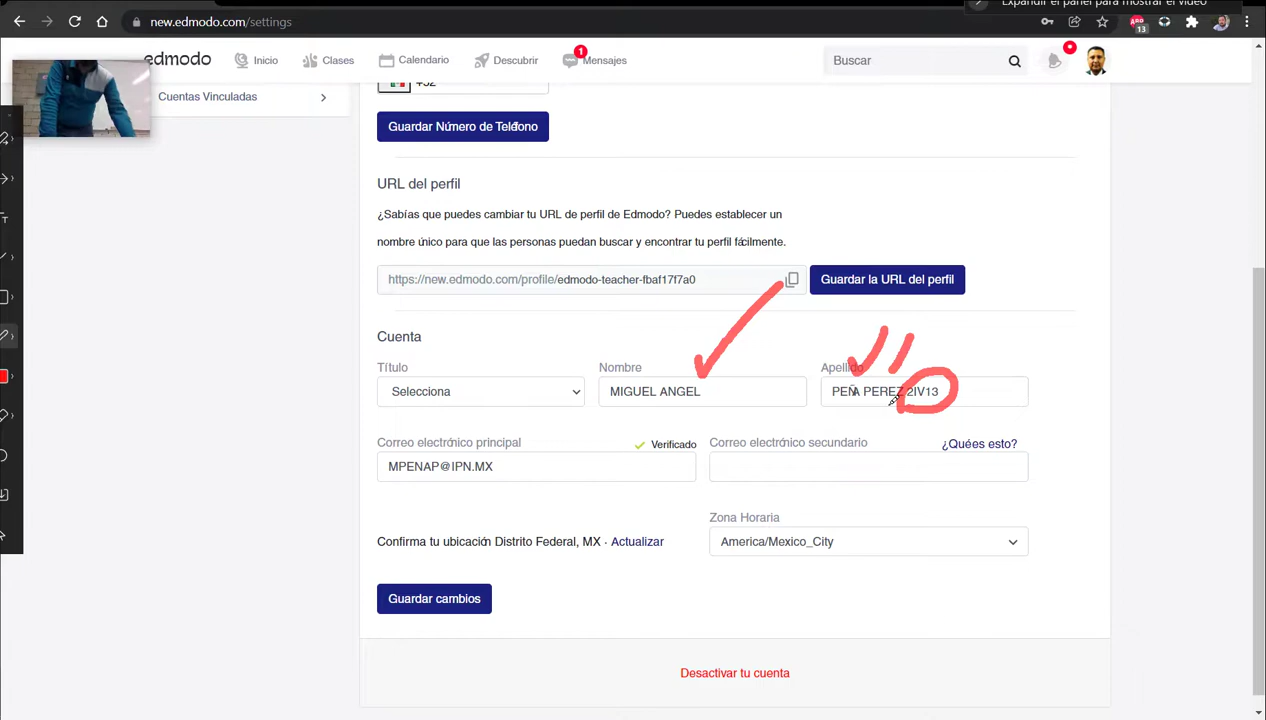 Expandir el panel para mostrar el video
new.edmodo.com/settings
13
edmodo
Inicio
Clases
Calendario
Descubrir
1
Mensajes
Buscar
Cuentas Vinculadas
+52
Guardar Número de Teléfono
URL del perfil
¿Sabías que puedes cambiar tu URL de perfil de Edmodo? Puedes establecer un
nombre único para que las personas puedan buscar y encontrar tu perfil fácilmente.
https://new.edmodo.com/profile/edmodo-teacher-fbaf17f7a0
Guardar la URL del perfil
Cuenta
Título
Nombre
Apellido
Selecciona
MIGUEL ANGEL
PEÑA PEREZ 2IV13
Correo electrónico principal
Verificado
Correo electrónico secundario
¿Qué es esto?
MPENAP@IPN.MX
Zona Horaria
Confirma tu ubicación Distrito Federal, MX · Actualizar
America/Mexico_City
Guardar cambios
Desactivar tu cuenta